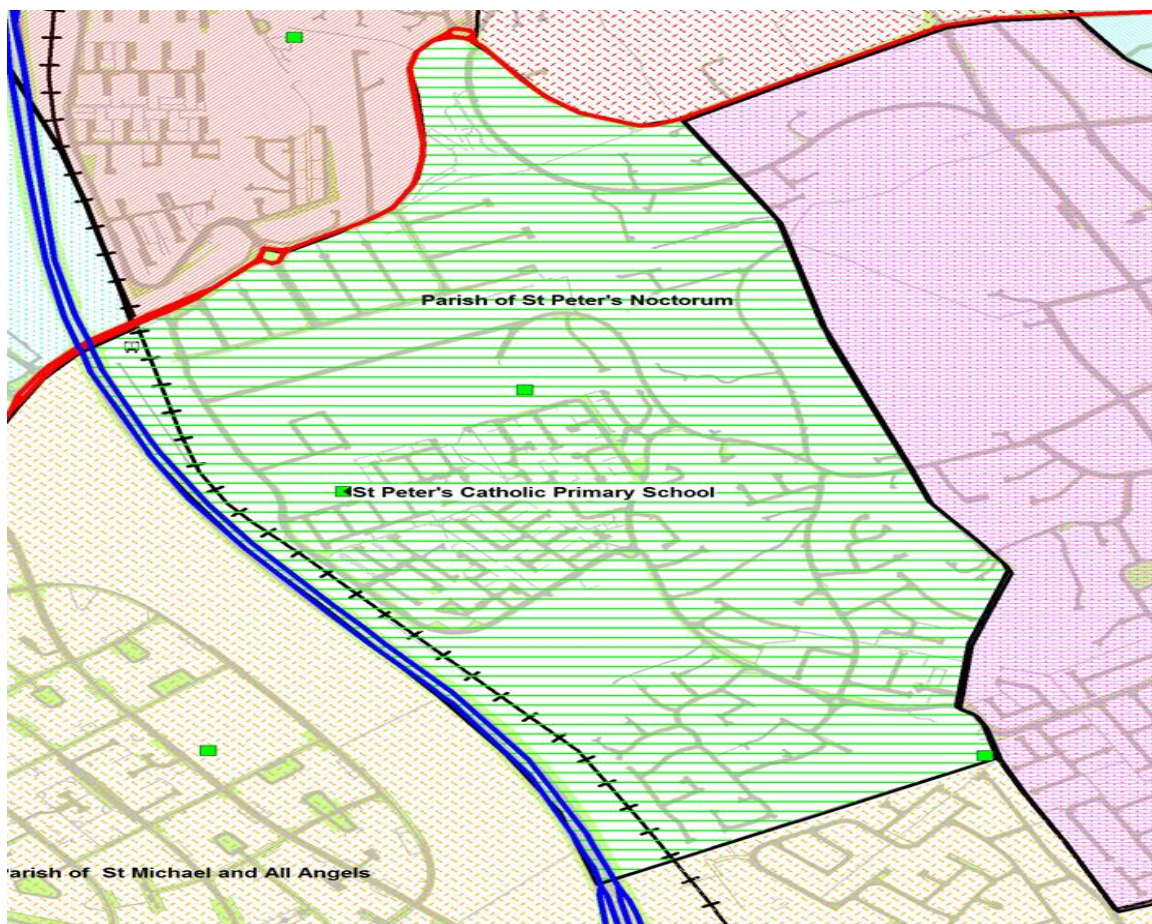 Parish of St Peter's Noctorum
St Peter's Catholic Primary School
arish of St Michael and All Angels